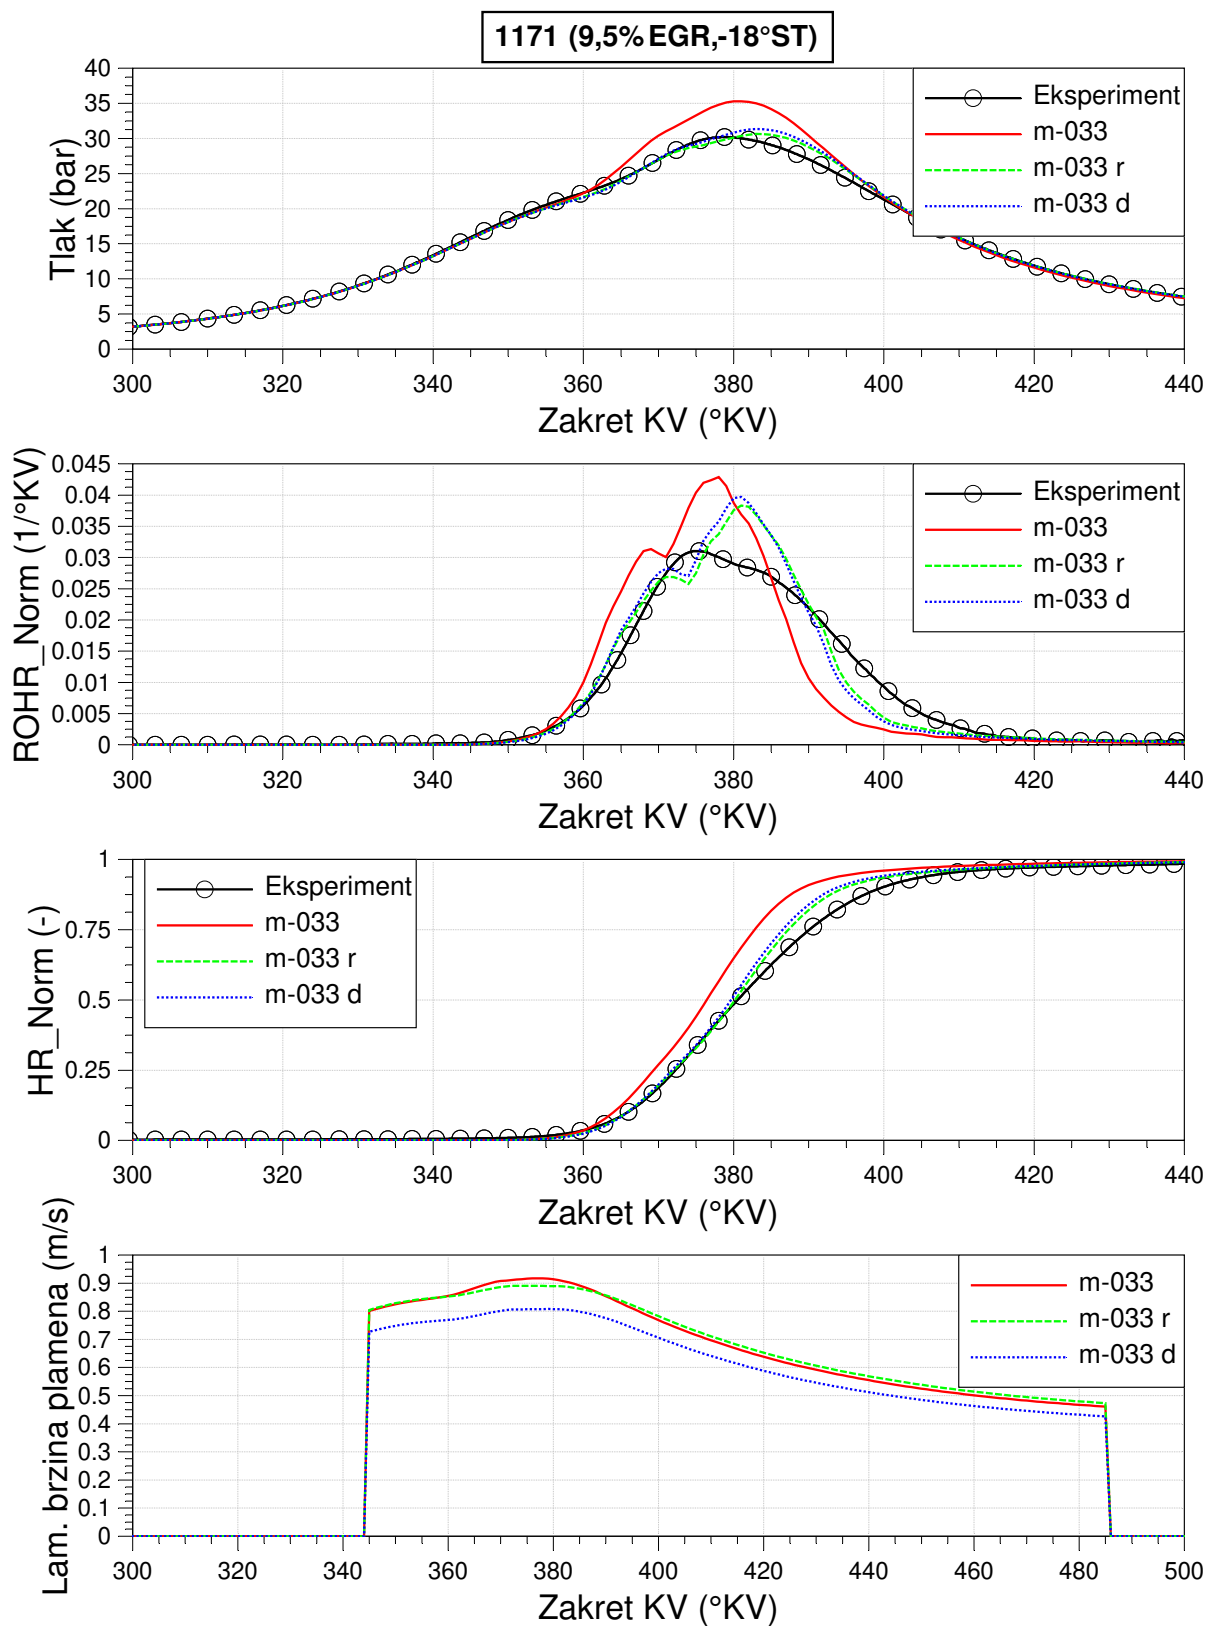 1171 (9,5% EGR,-18°ST)
Tlak (bar)
40
35
30
25
20
15
10
5
0
300 320 340 360 380 400 420 440
Zakret KV (°KV)
Eksperiment
m-033
m-033 r
m-033 d
ROHR_Norm (1/°KV)
0.045
0.04
0.035
0.03
0.025
0.02
0.015
0.01
0.005
0
300 320 340 360 380 400 420 440
Zakret KV (°KV)
Eksperiment
m-033
m-033 r
m-033 d
HR_Norm (-)
1
0.75
0.5
0.25
0
300 320 340 360 380 400 420 440
Zakret KV (°KV)
Eksperiment
m-033
m-033 r
m-033 d
Lam. brzina plamena (m/s)
1
0.9
0.8
0.7
0.6
0.5
0.4
0.3
0.2
0.1
0
300 320 340 360 380 400 420 440 460 480 500
Zakret KV (°KV)
m-033
m-033 r
m-033 d